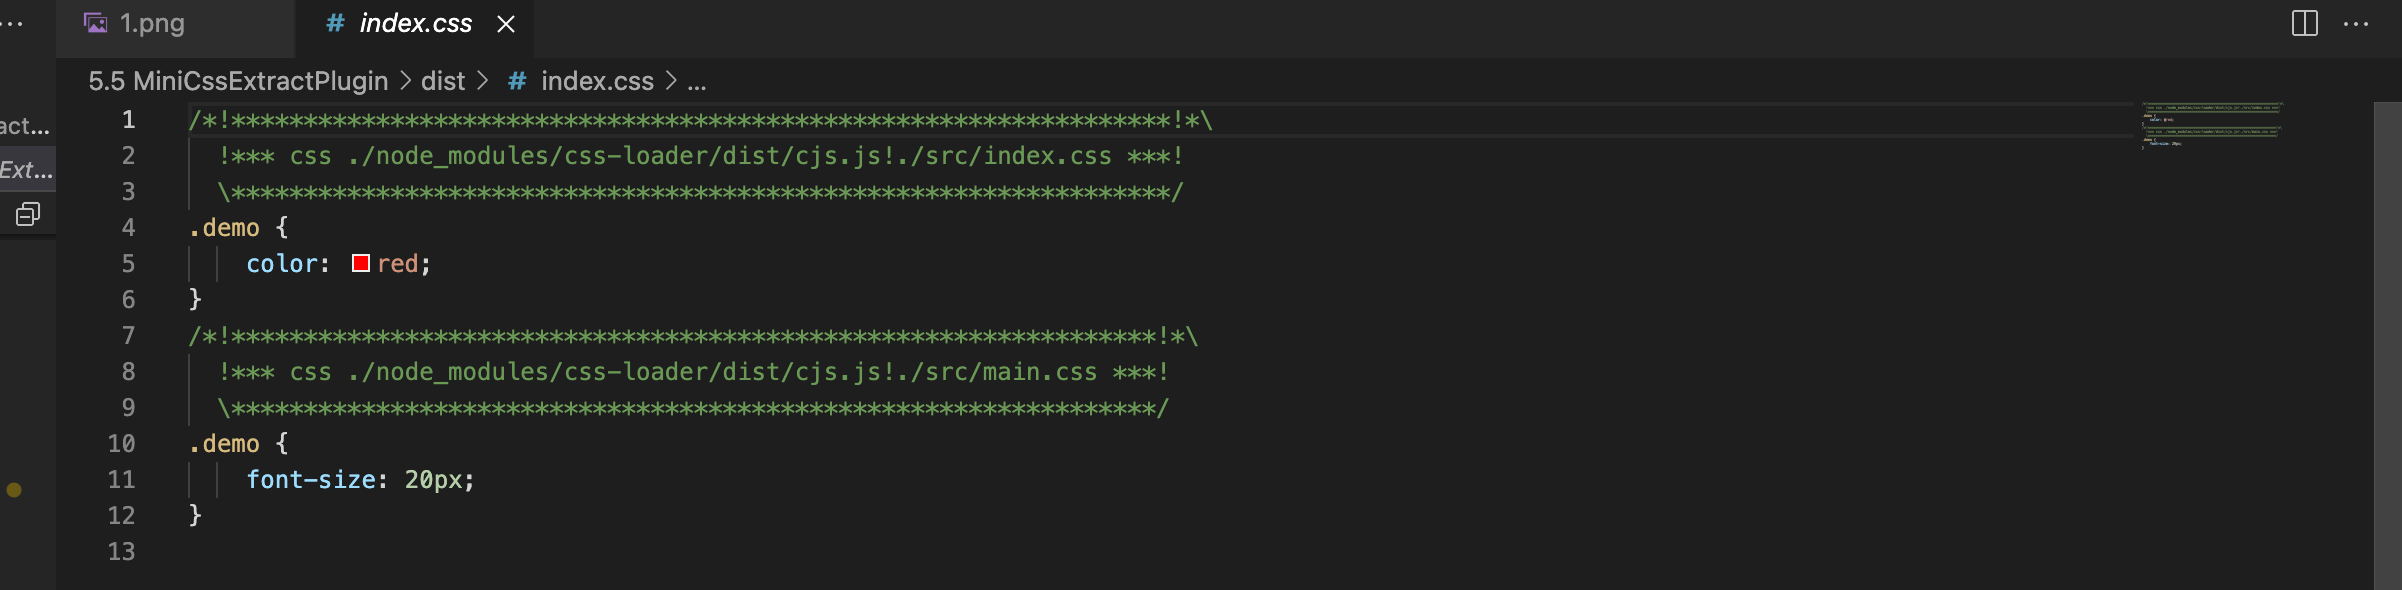 1.png
index.css
5.5 MiniCssExtractPlugin > dist > # index.css > ...
act...
Ext...
1 /*!*****************************************************************!*\
2   !*** css ./node_modules/css-loader/dist/cjs.js!./src/index.css ***!
3   \*****************************************************************/
4 .demo {
5     color: red;
6 }
7 /*!****************************************************************!*\
8   !*** css ./node_modules/css-loader/dist/cjs.js!./src/main.css ***!
9   \****************************************************************/
10 .demo {
11     font-size: 20px;
12 }
13